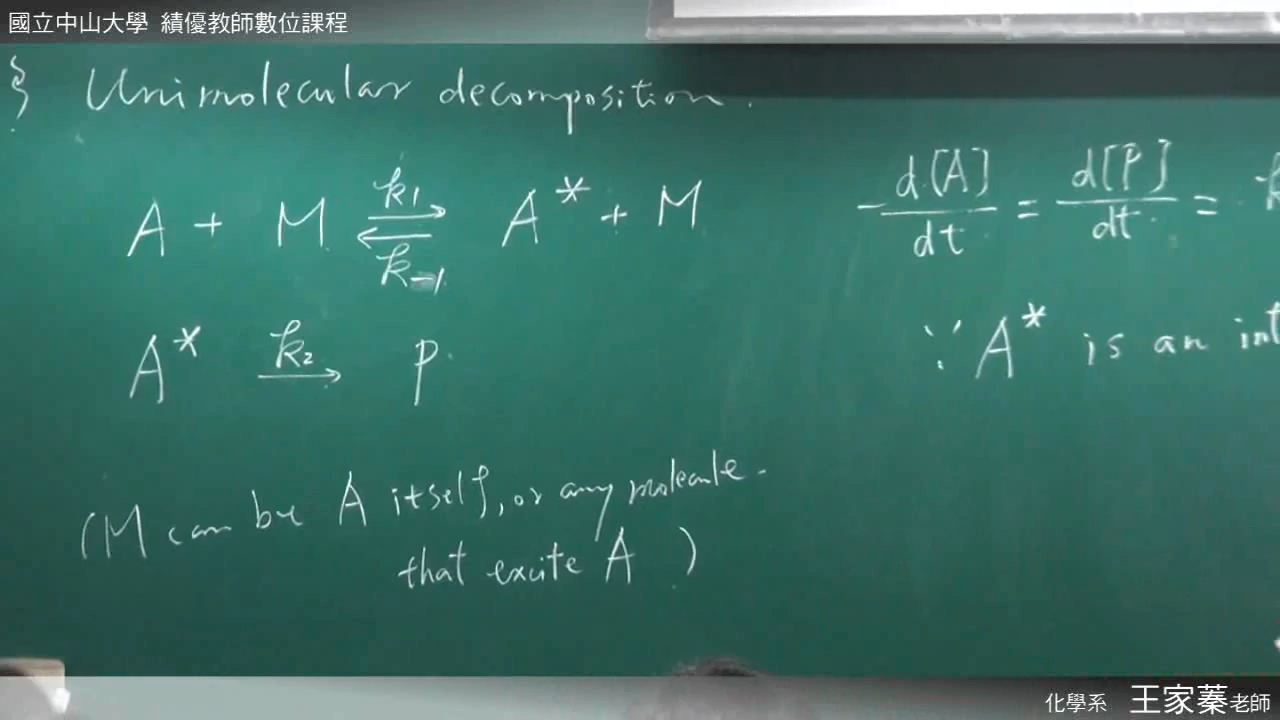 國立中山大學 績優教師數位課程
§ Unimolecular decomposition.
A + M ⇌ A* + M
k1
k-1
A* → P
k2
(M can be A itself, or any molecule
that excite A )
-d[A]/dt = d[P]/dt =
∵ A* is an
化學系 王家蓁老師